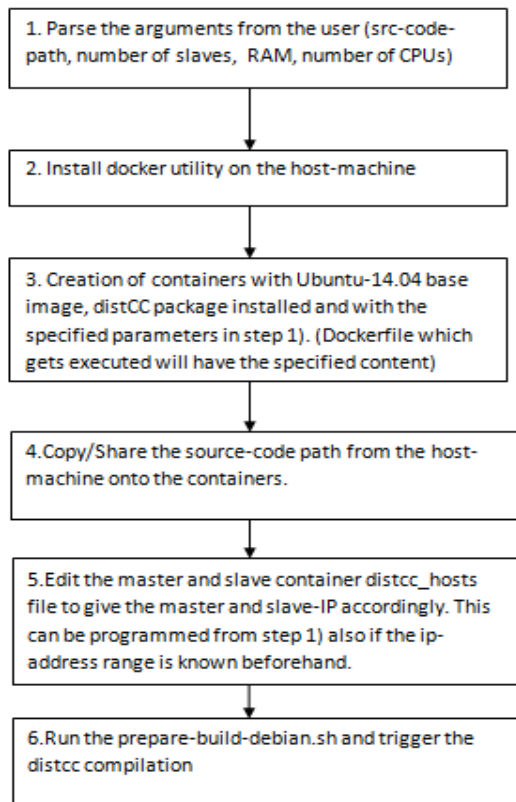 1. Parse the arguments from the user (src-code-
path, number of slaves, RAM, number of CPUs)
2. Install docker utility on the host-machine
3. Creation of containers with Ubuntu-14.04 base
image, distCC package installed and with the
specified parameters in step 1). (Dockerfile which
gets executed will have the specified content)
4.Copy/Share the source-code path from the host-
machine onto the containers.
5.Edit the master and slave container distcc_hosts
file to give the master and slave-IP accordingly. This
can be programmed from step 1) also if the ip-
address range is known beforehand.
6.Run the prepare-build-debian.sh and trigger the
distcc compilation